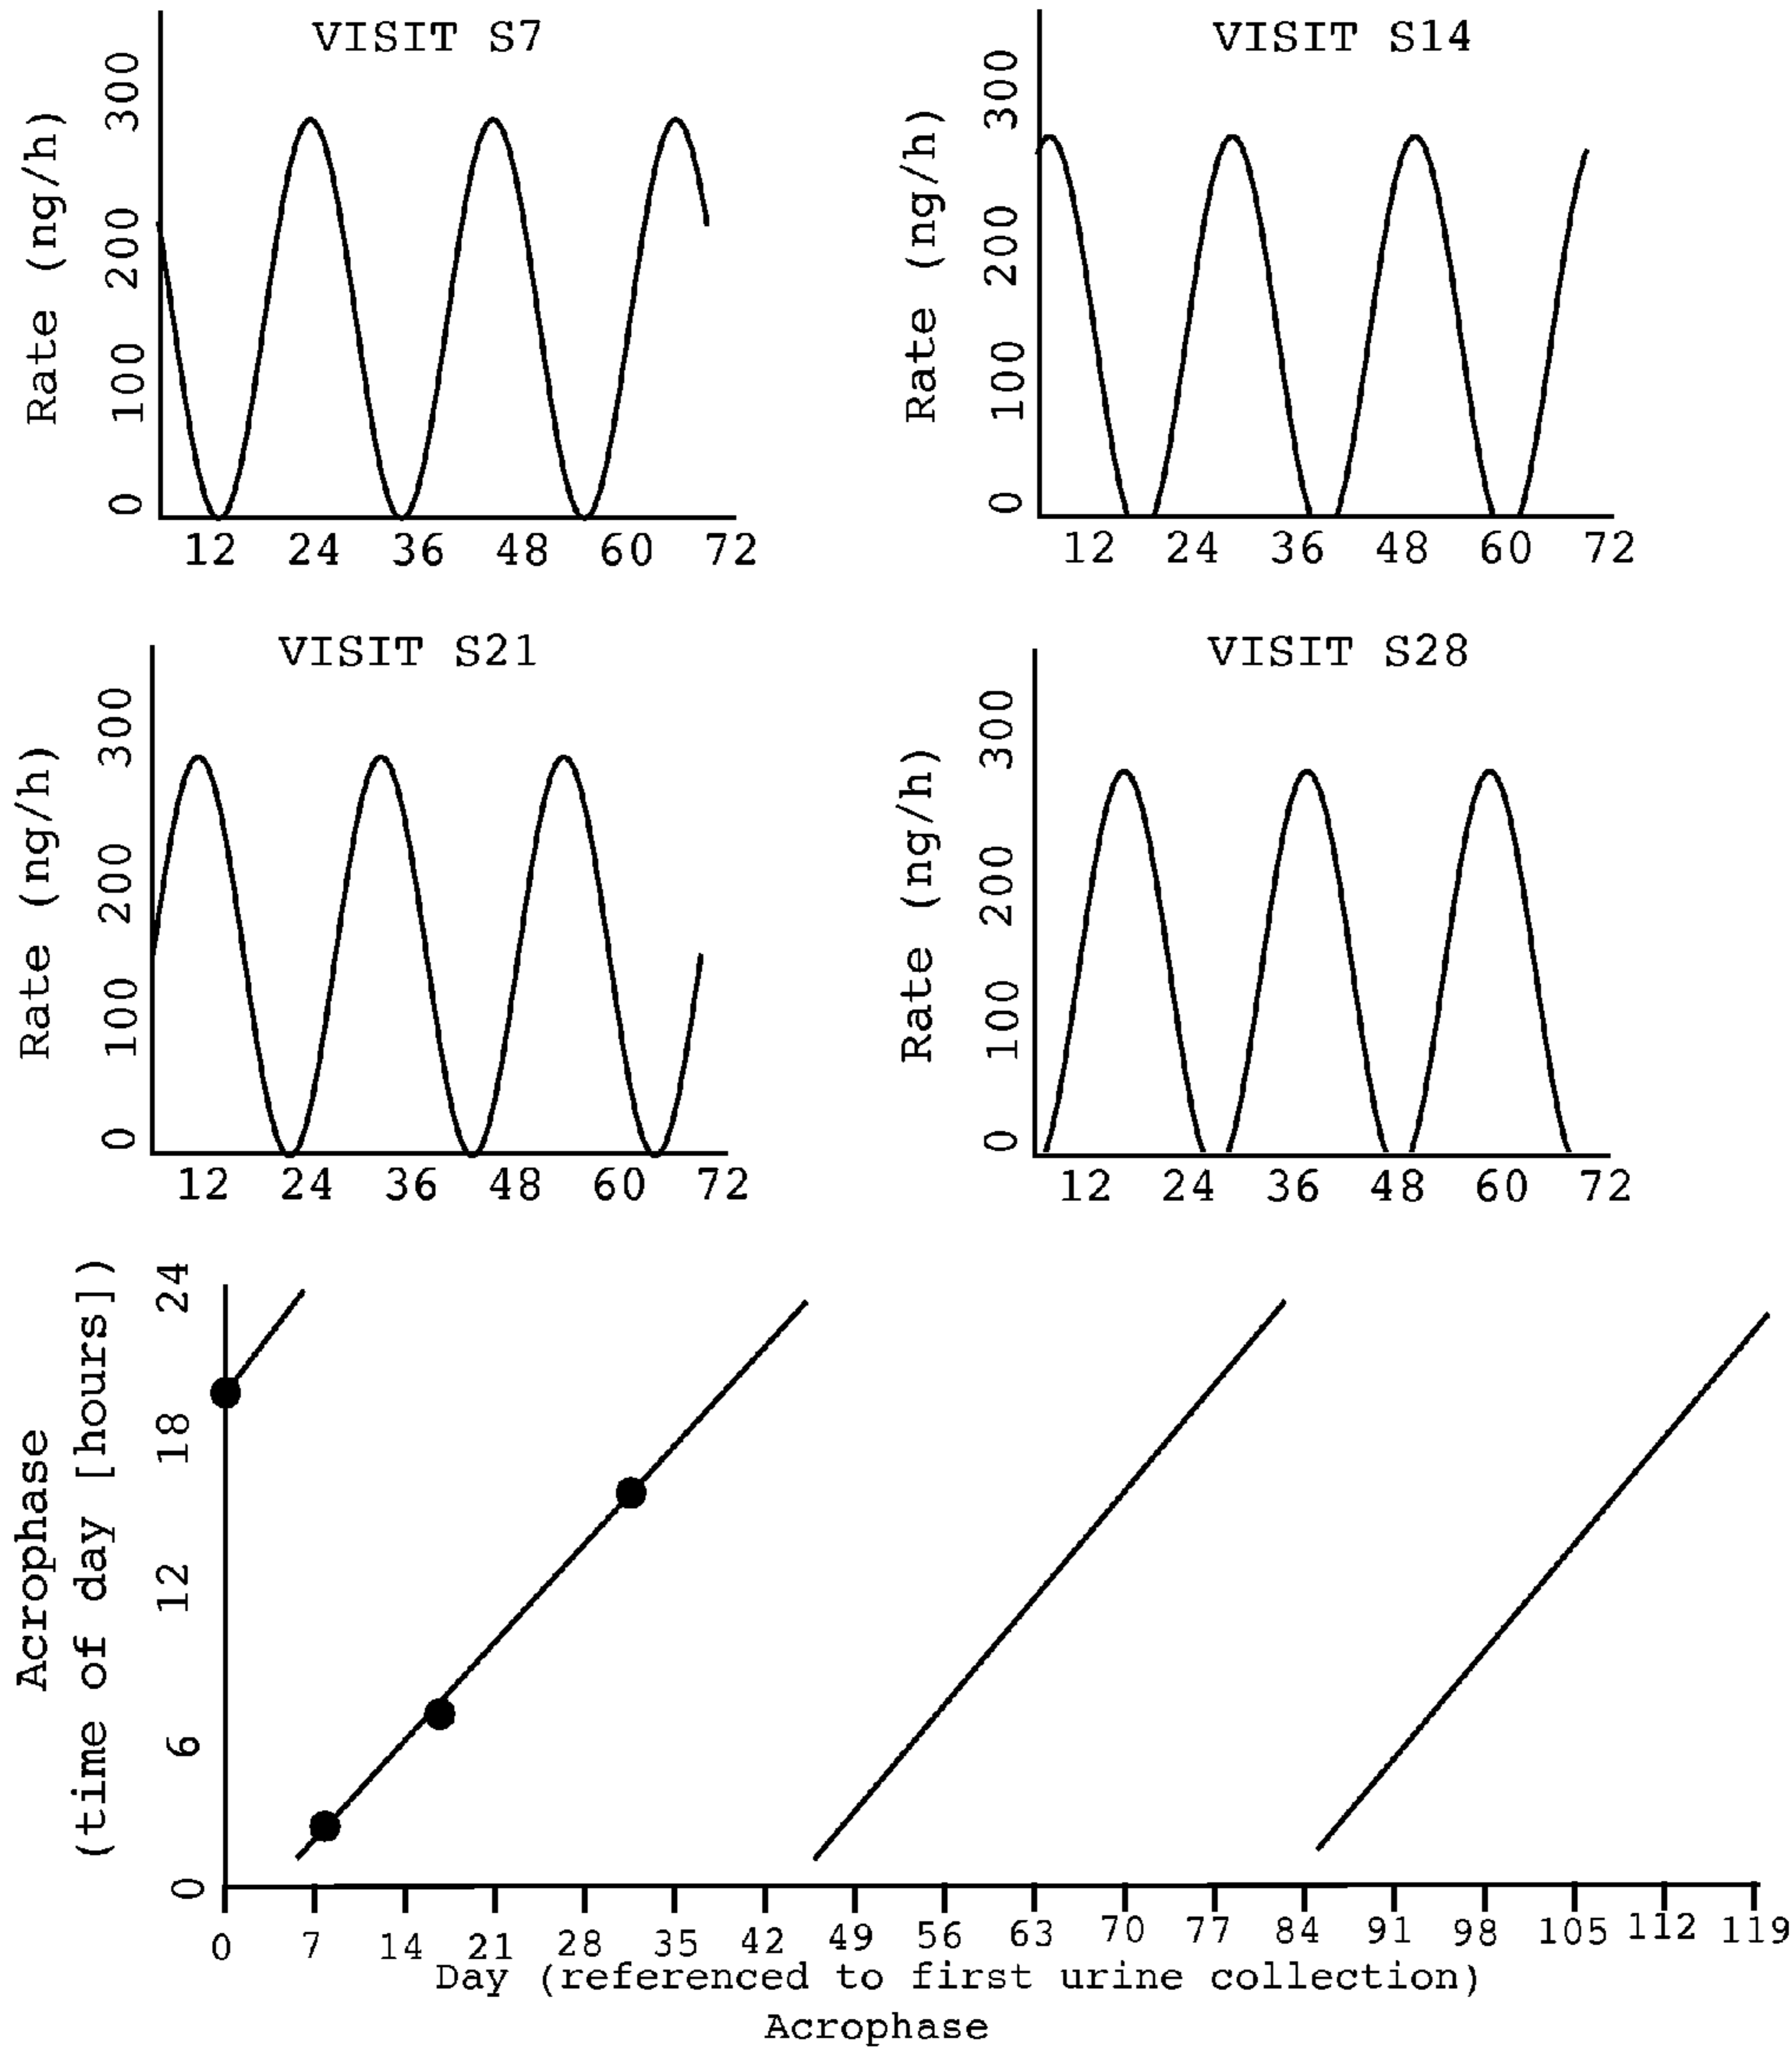 VISIT S7
Rate (ng/h)
0 100 200 300
12 24 36 48 60 72
VISIT S14
Rate (ng/h)
0 100 200 300
12 24 36 48 60 72
VISIT S21
Rate (ng/h)
0 100 200 300
12 24 36 48 60 72
VISIT S28
Rate (ng/h)
0 100 200 300
12 24 36 48 60 72
Acrophase
(time of day [hours])
0 6 12 18 24
0 7 14 21 28 35 42 49 56 63 70 77 84 91 98 105 112 119
Day (referenced to first urine collection)
Acrophase